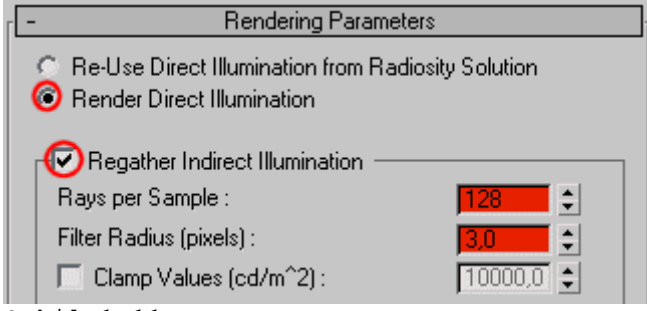 - Rendering Parameters
Re-Use Direct Illumination from Radiosity Solution
Render Direct Illumination
Regather Indirect Illumination
Rays per Sample : 128
Filter Radius (pixels) : 3,0
Clamp Values (cd/m^2) : 10000,0